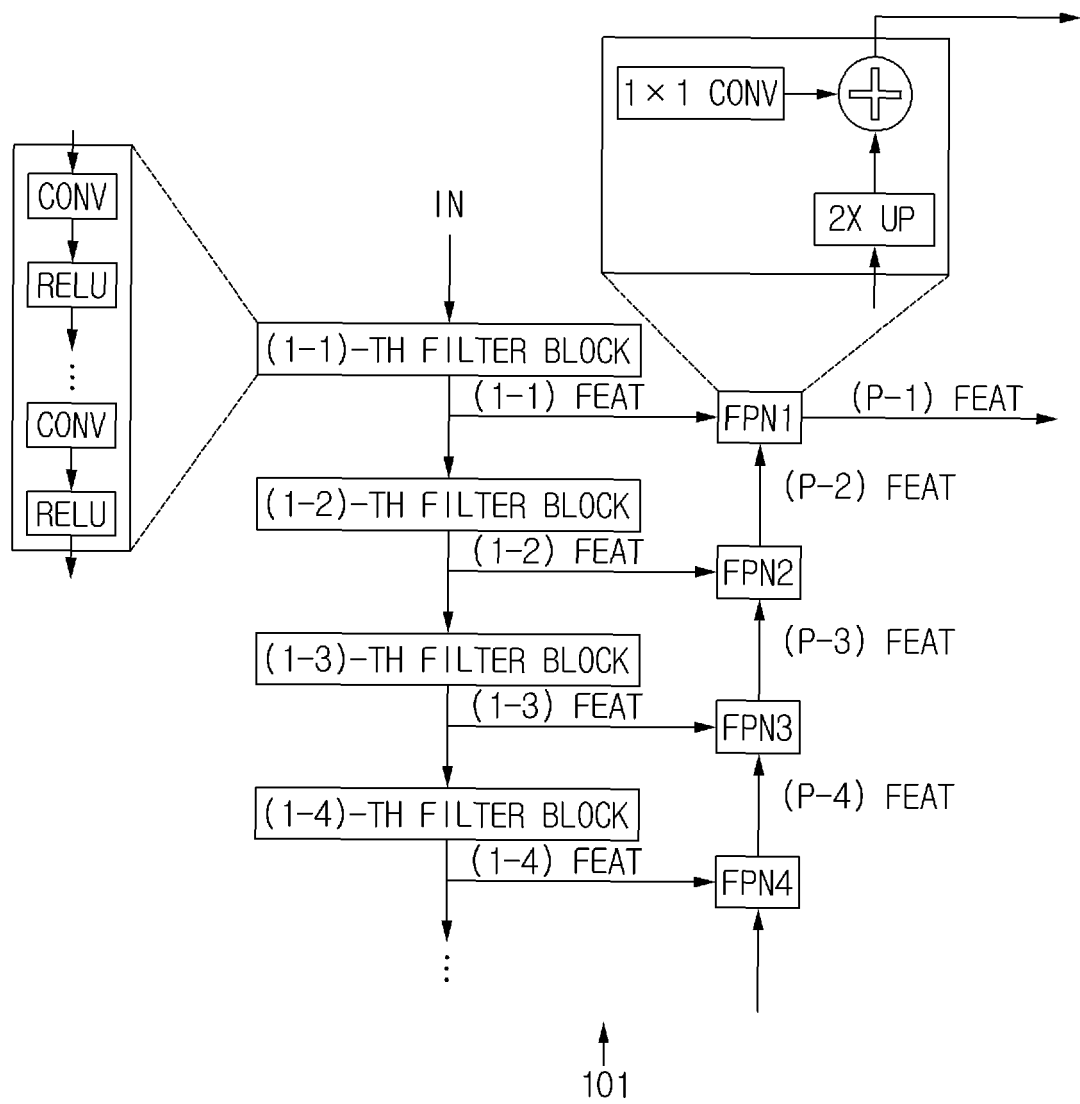 1 × 1 CONV
2X UP
CONV
RELU
⋮
CONV
RELU
IN
(1-1)-TH FILTER BLOCK
(1-1) FEAT
FPN1
(P-1) FEAT
(P-2) FEAT
(1-2)-TH FILTER BLOCK
(1-2) FEAT
FPN2
(P-3) FEAT
(1-3)-TH FILTER BLOCK
(1-3) FEAT
FPN3
(P-4) FEAT
(1-4)-TH FILTER BLOCK
(1-4) FEAT
FPN4
⋮
101